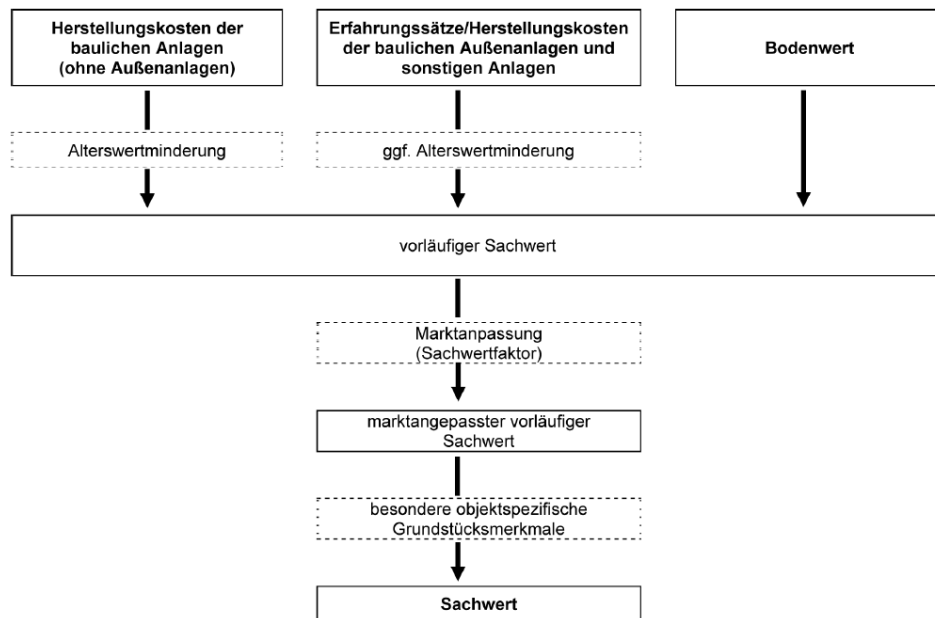 Herstellungskosten der
baulichen Anlagen
(ohne Außenanlagen)
Erfahrungssätze/Herstellungskosten
der baulichen Außenanlagen und
sonstigen Anlagen
Bodenwert
Alterswertminderung
ggf. Alterswertminderung
vorläufiger Sachwert
Marktanpassung
(Sachwertfaktor)
marktangepasster vorläufiger
Sachwert
besondere objektspezifische
Grundstücksmerkmale
Sachwert